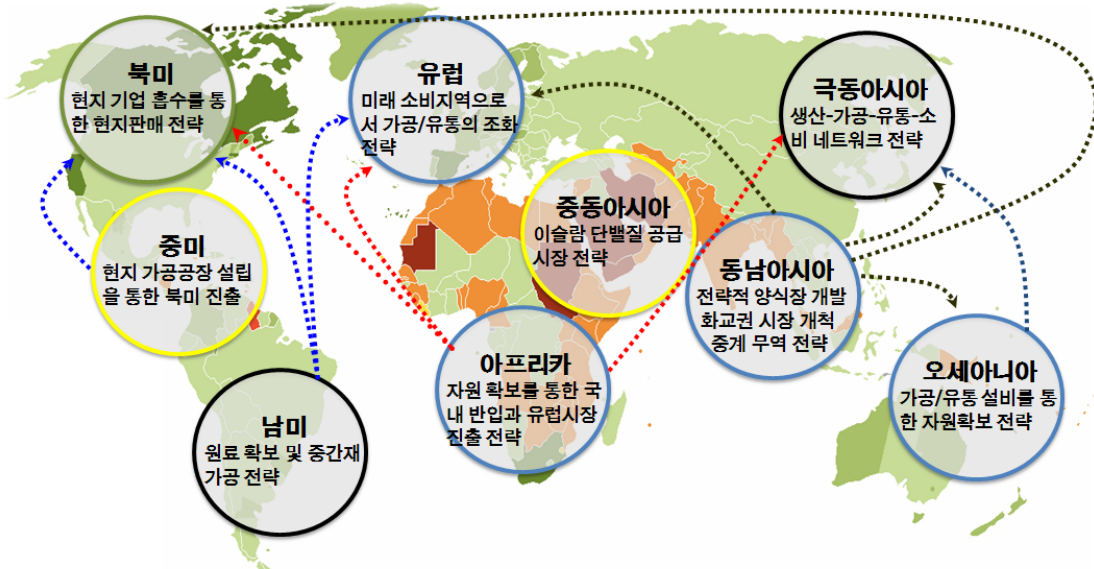 북미
현지 기업 흡수를 통
한 현지판매 전략
유럽
미래 소비지역으로
서 가공/유통의 조화
전략
극동아시아
생산-가공-유통-소
비 네트워크 전략
중미
현지 가공공장 설립
을 통한 북미 진출
중동아시아
이슬람 단백질 공급
시장 전략
동남아시아
전략적 양식장 개발
화교권 시장 개척
중계 무역 전략
남미
원료 확보 및 중간재
가공 전략
아프리카
자원 확보를 통한 국
내 반입과 유럽시장
진출 전략
오세아니아
가공/유통 설비를 통
한 자원확보 전략